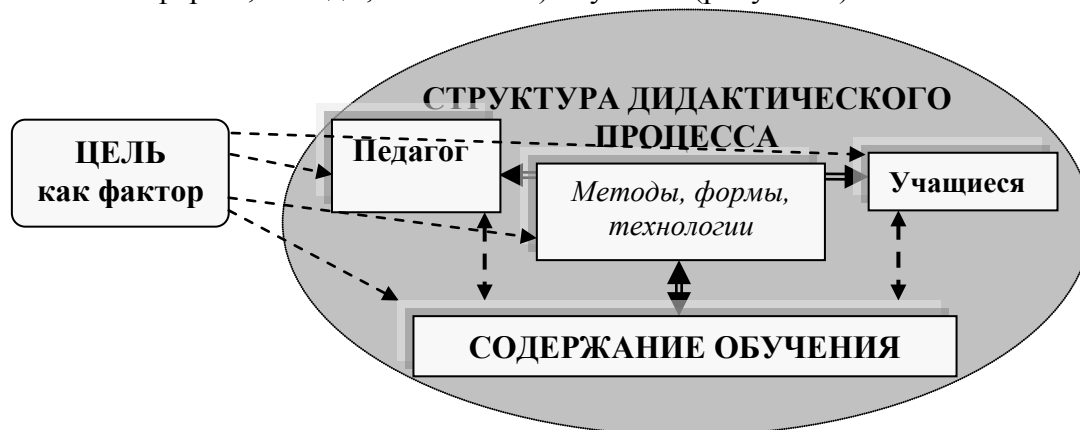 СТРУКТУРА ДИДАКТИЧЕСКОГО
ПРОЦЕССА
ЦЕЛЬ
как фактор
Педагог
Методы, формы,
технологии
Учащиеся
СОДЕРЖАНИЕ ОБУЧЕНИЯ